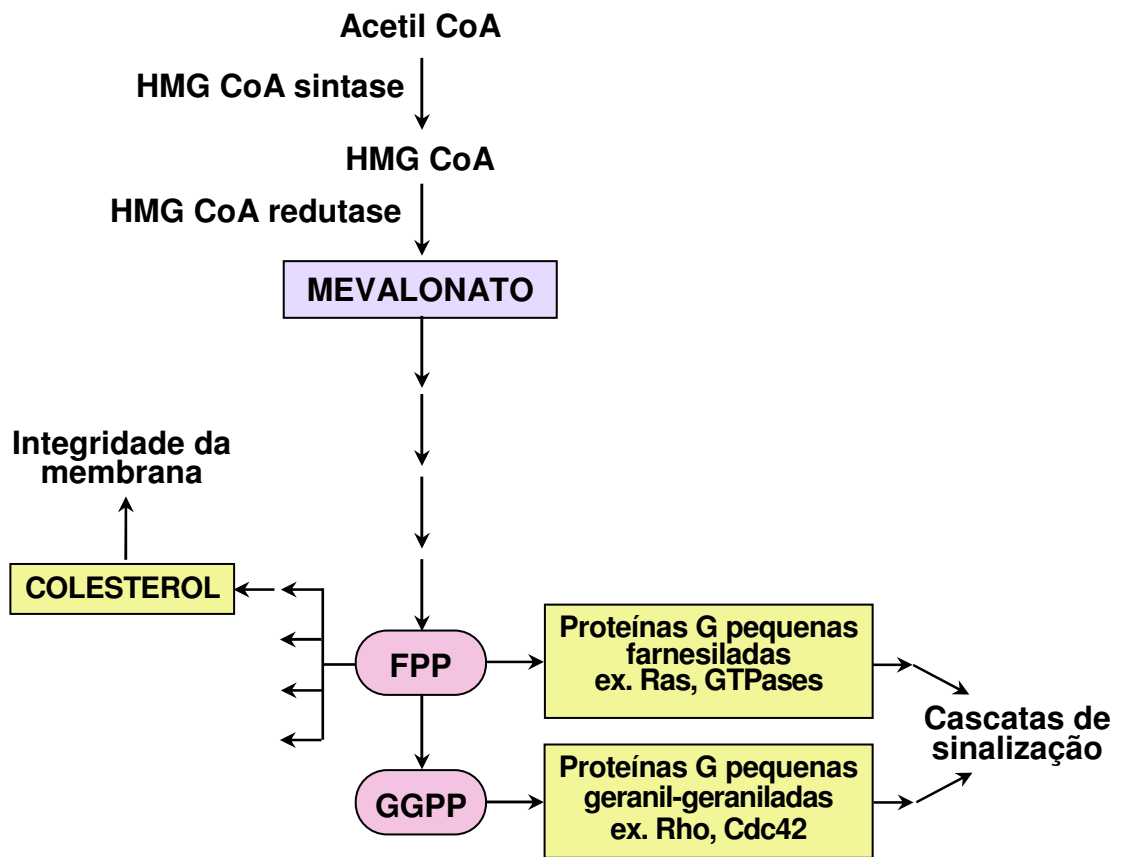 Acetil CoA
HMG CoA sintase
HMG CoA
HMG CoA redutase
MEVALONATO
Integridade da
membrana
COLESTEROL
FPP
Proteínas G pequenas
farnesiladas
ex. Ras, GTPases
Cascatas de
sinalização
GGPP
Proteínas G pequenas
geranil-geraniladas
ex. Rho, Cdc42